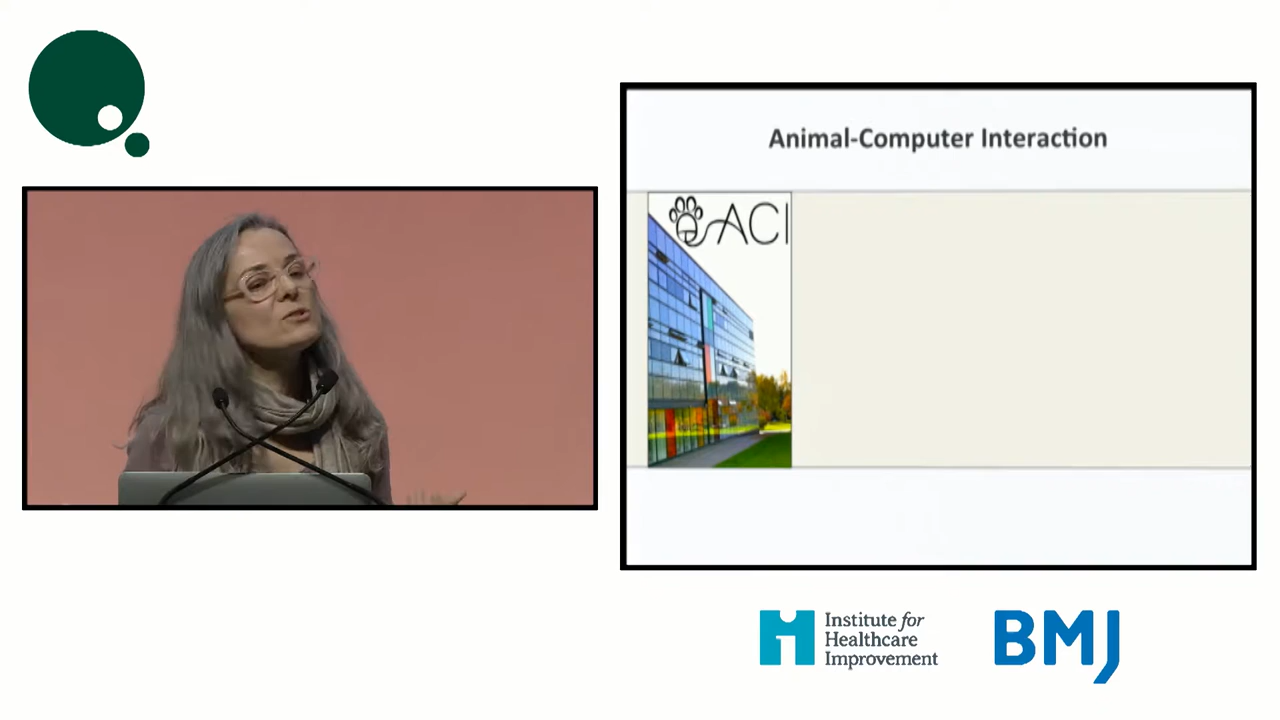 Animal-Computer Interaction
ACI
Institute for
Healthcare
Improvement
BMJ